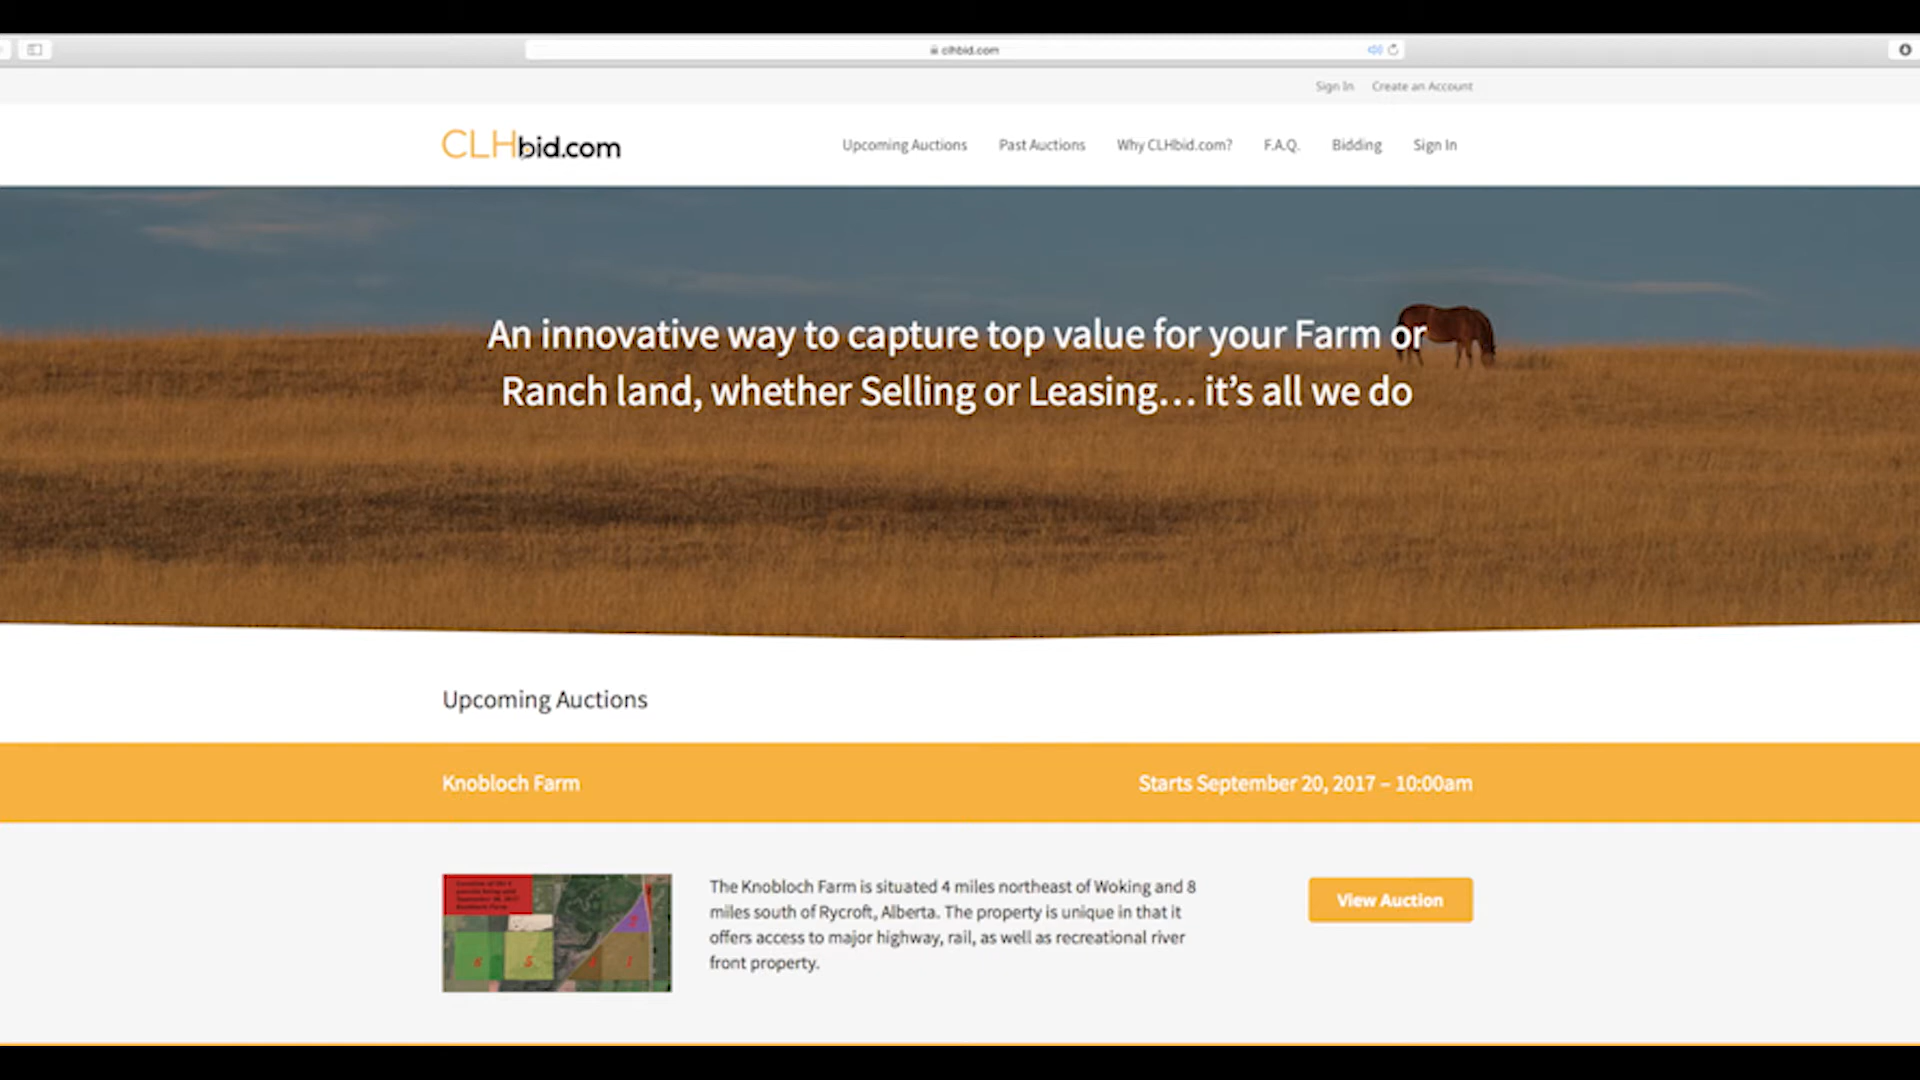 clhbid.com
Sign In Create an Account
CLHbid.com
Upcoming Auctions Past Auctions Why CLHbid.com? F.A.Q. Bidding Sign In
An innovative way to capture top value for your Farm or
Ranch land, whether Selling or Leasing... it's all we do
Upcoming Auctions
Knobloch Farm Starts September 20, 2017 – 10:00am
The Knobloch Farm is situated 4 miles northeast of Woking and 8
miles south of Rycroft, Alberta. The property is unique in that it
offers access to major highway, rail, as well as recreational river
front property.
View Auction
5
1